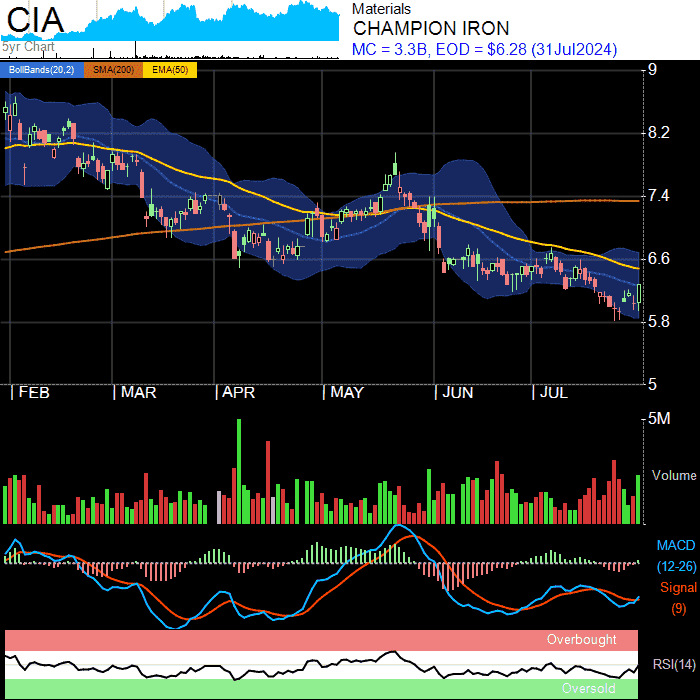 CIA
5yr Chart
Materials
CHAMPION IRON
MC = 3.3B, EOD = $6.28 (31Jul2024)
BollBands(20,2) SMA(200) EMA(50)
9
8.2
7.4
6.6
5.8
5
| FEB | MAR | APR | MAY | JUN | JUL
5M
Volume
MACD
(12-26)
Signal
(9)
Overbought
RSI(14)
Oversold